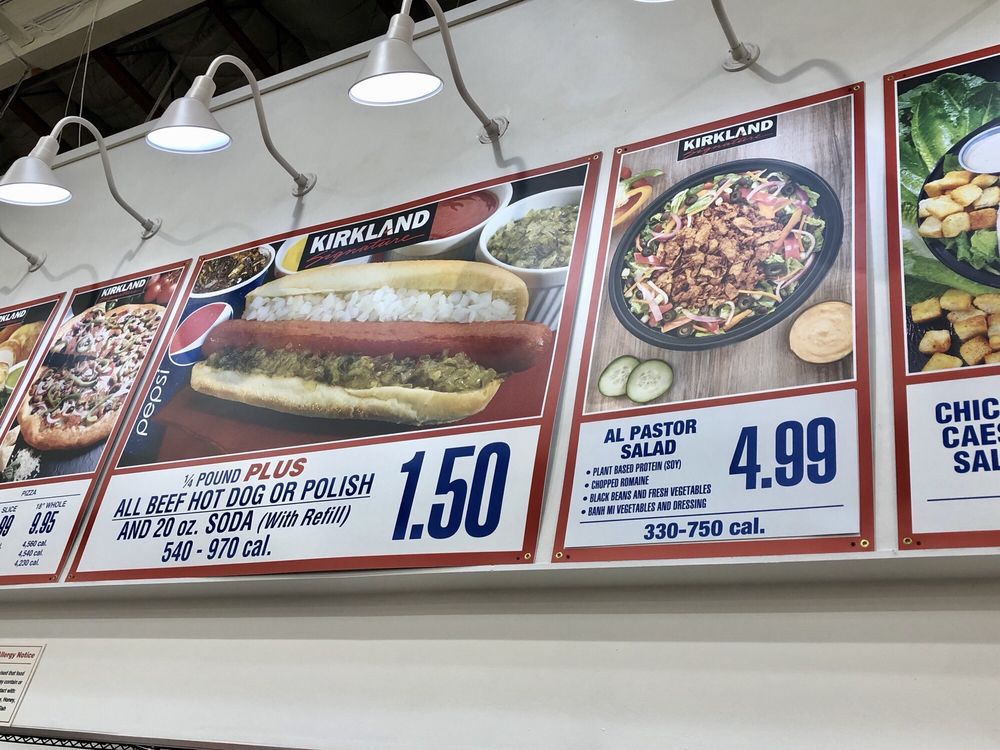 KIRKLAND
PIZZA
SLICE
18" WHOLE
99
9.95
4,560 cal.
4,540 cal.
4,230 cal.
KIRKLAND
KIRKLAND
Signature
pepsi
¼ POUND PLUS
ALL BEEF HOT DOG OR POLISH
AND 20 oz. SODA (With Refill)
540 - 970 cal.
1.50
KIRKLAND
Signature
AL PASTOR
SALAD
• PLANT BASED PROTEIN (SOY)
• CHOPPED ROMAINE
• BLACK BEANS AND FRESH VEGETABLES
• BANH MI VEGETABLES AND DRESSING
4.99
330-750 cal.
CHIC
CAES
SAL
Allergy Notice